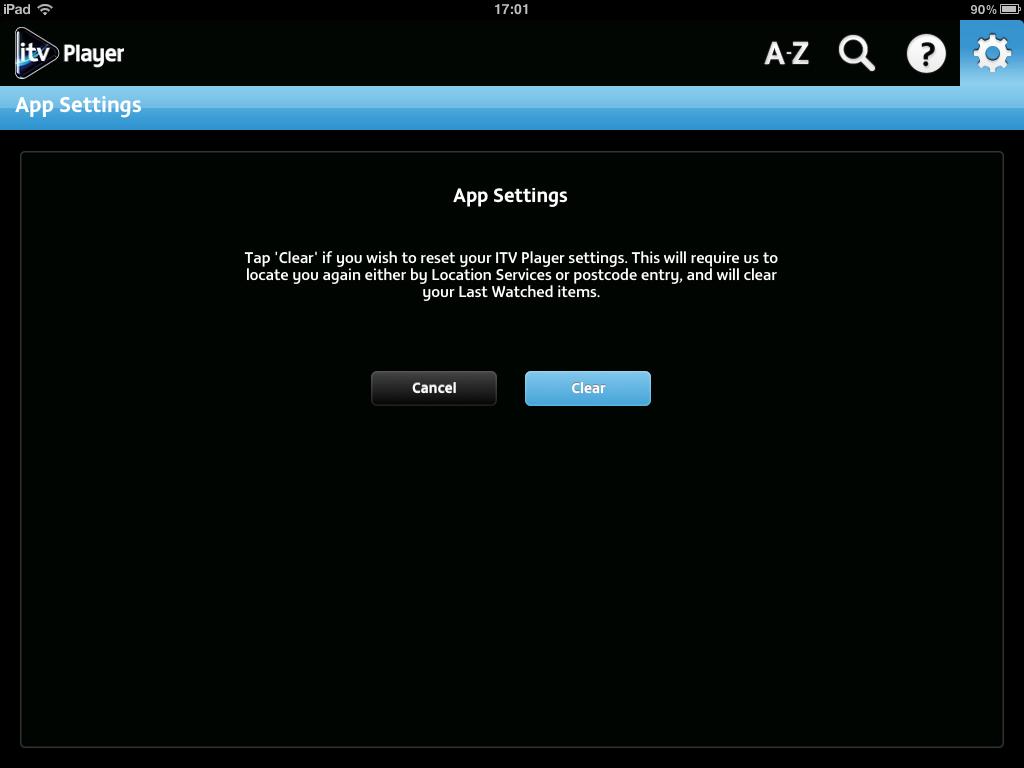 iPad 17:01 90%
itv Player A-Z ?
App Settings
App Settings
Tap 'Clear' if you wish to reset your ITV Player settings. This will require us to
locate you again either by Location Services or postcode entry, and will clear
your Last Watched items.
Cancel Clear